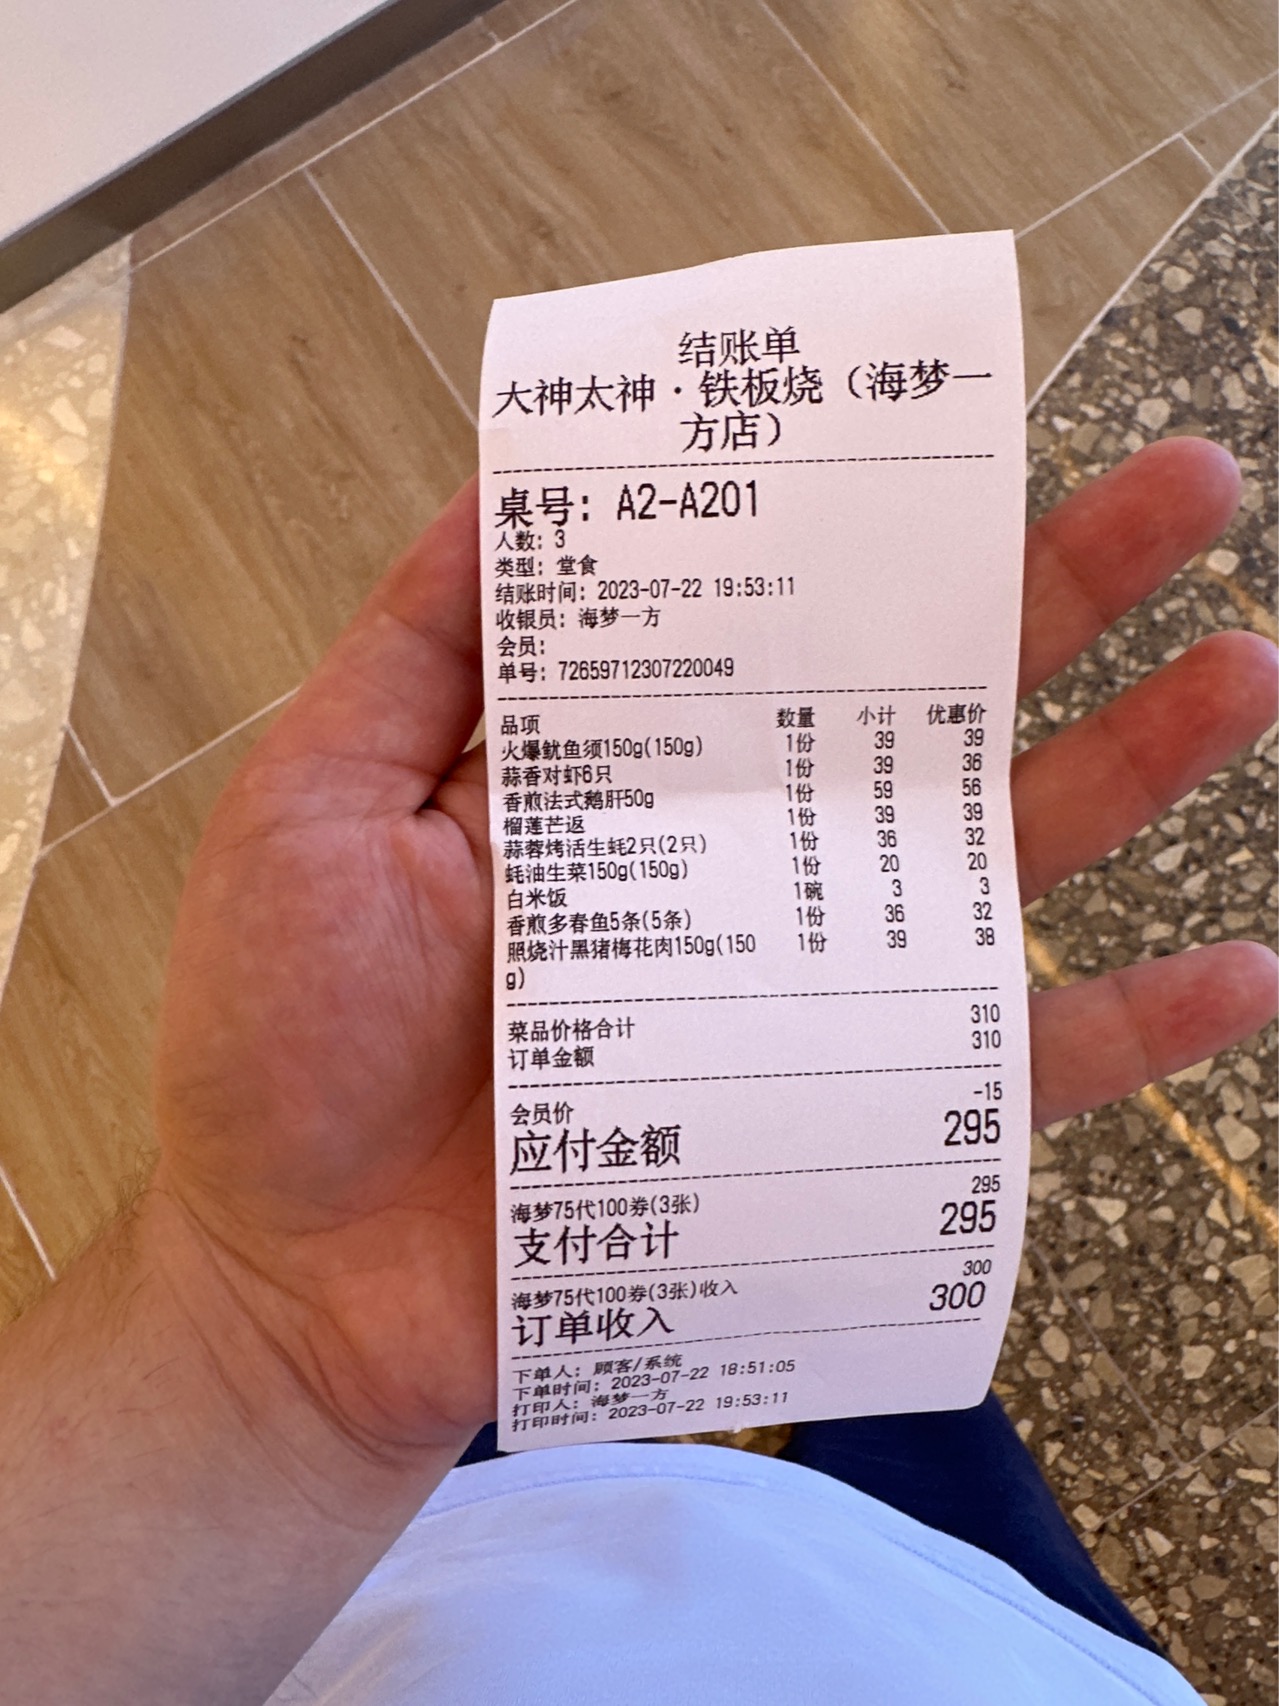 结账单
大神太神·铁板烧（海梦一
方店）
桌号: A2-A201
人数: 3
类型: 堂食
结账时间: 2023-07-22 19:53:11
收银员: 海梦一方
会员:
单号: 72659712307220049
品项 数量 小计 优惠价
火爆鱿鱼须150g(150g) 1份 39 39
蒜香对虾6只 1份 39 36
香煎法式鹅肝50g 1份 59 56
榴莲芒返 1份 39 39
蒜蓉烤活生蚝2只(2只) 1份 36 32
蚝油生菜150g(150g) 1份 20 20
白米饭 1碗 3 3
香煎多春鱼5条(5条) 1份 36 32
照烧汁黑猪梅花肉150g(150 1份 39 38
g)
菜品价格合计 310
订单金额 310
会员价 -15
应付金额 295
海梦75代100券(3张) 295
支付合计 295
海梦75代100券(3张)收入 300
订单收入 300
下单人: 顾客/系统
下单时间: 2023-07-22 18:51:05
打印人: 海梦一方
打印时间: 2023-07-22 19:53:11